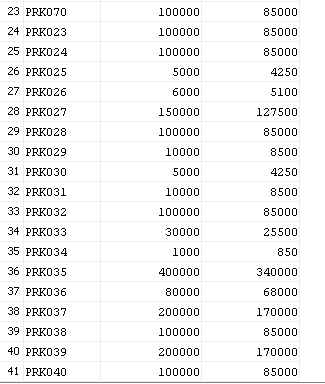 23 PRK070 100000 85000
24 PRK023 100000 85000
25 PRK024 100000 85000
26 PRK025 5000 4250
27 PRK026 6000 5100
28 PRK027 150000 127500
29 PRK028 100000 85000
30 PRK029 10000 8500
31 PRK030 5000 4250
32 PRK031 10000 8500
33 PRK032 100000 85000
34 PRK033 30000 25500
35 PRK034 1000 850
36 PRK035 400000 340000
37 PRK036 80000 68000
38 PRK037 200000 170000
39 PRK038 100000 85000
40 PRK039 200000 170000
41 PRK040 100000 85000